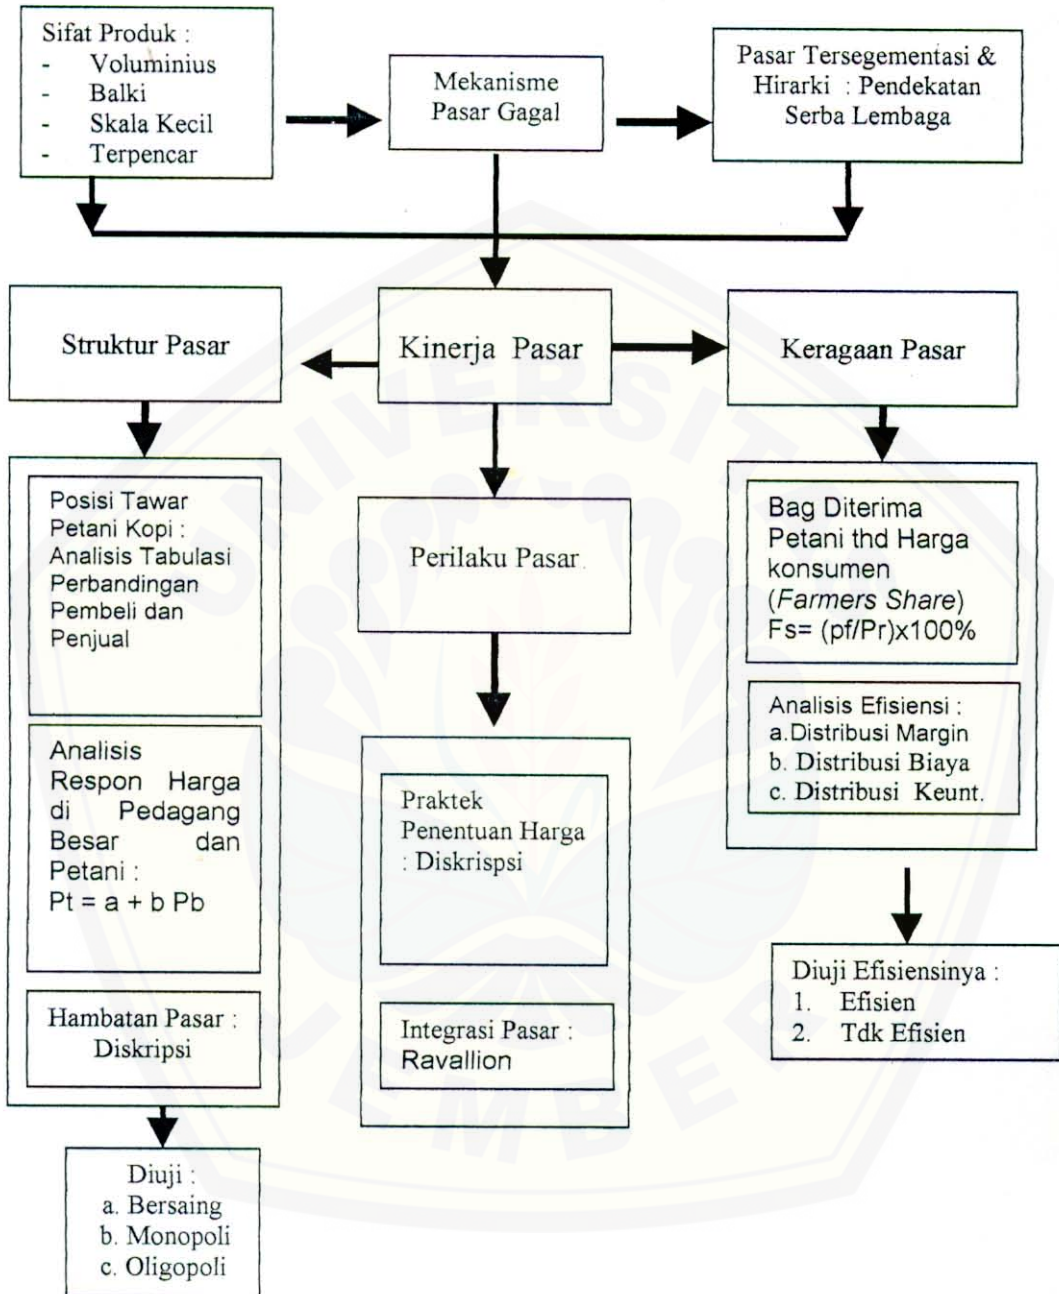 Sifat Produk :
- Voluminius
- Balki
- Skala Kecil
- Terpencar
Mekanisme
Pasar Gagal
Pasar Tersegementasi &
Hirarki : Pendekatan
Serba Lembaga
Struktur Pasar
Kinerja Pasar
Keragaan Pasar
Posisi Tawar
Petani Kopi :
Analisis Tabulasi
Perbandingan
Pembeli dan
Penjual
Analisis
Respon Harga
di Pedagang
Besar dan
Petani :
Pt = a + b Pb
Hambatan Pasar :
Diskripsi
Diuji :
a. Bersaing
b. Monopoli
c. Oligopoli
Perilaku Pasar
Praktek
Penentuan Harga
: Diskrispsi
Integrasi Pasar :
Ravallion
Bag Diterima
Petani thd Harga
konsumen
(Farmers Share)
Fs= (pf/Pr)x100%
Analisis Efisiensi :
a.Distribusi Margin
b. Distribusi Biaya
c. Distribusi Keunt.
Diuji Efisiensinya :
1. Efisien
2. Tdk Efisien
UNIVERSITAS
JEMBER